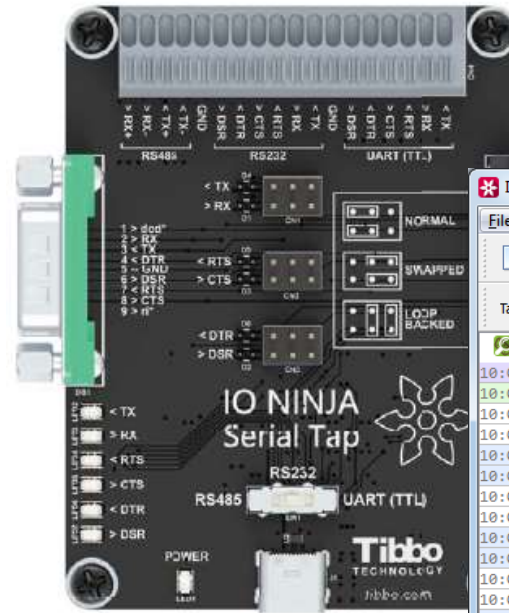 > RX+
> RX-
< TX+
< TX-
GND
> DSR
< DTR
> CTS
< RTS
> RX
< TX
GND
> DSR
< DTR
> CTS
< RTS
> RX
< TX
RS485
RS232
UART (TTL)
< TX
> RX
CN1
1 > dcd*
2 > RX
3 < TX
4 < DTR
5 – GND
6 > DSR
7 < RTS
8 > CTS
9 > ri*
< RTS
> CTS
< DTR
> DSR
NORMAL
SWAPPED
LOOP
BACKED
< TX
> RX
< RTS
> CTS
< DTR
> DSR
IO NINJA
Serial Tap
RS232
RS485
UART (TTL)
POWER
Tibbo
TECHNOLOGY
tibbo.com
File